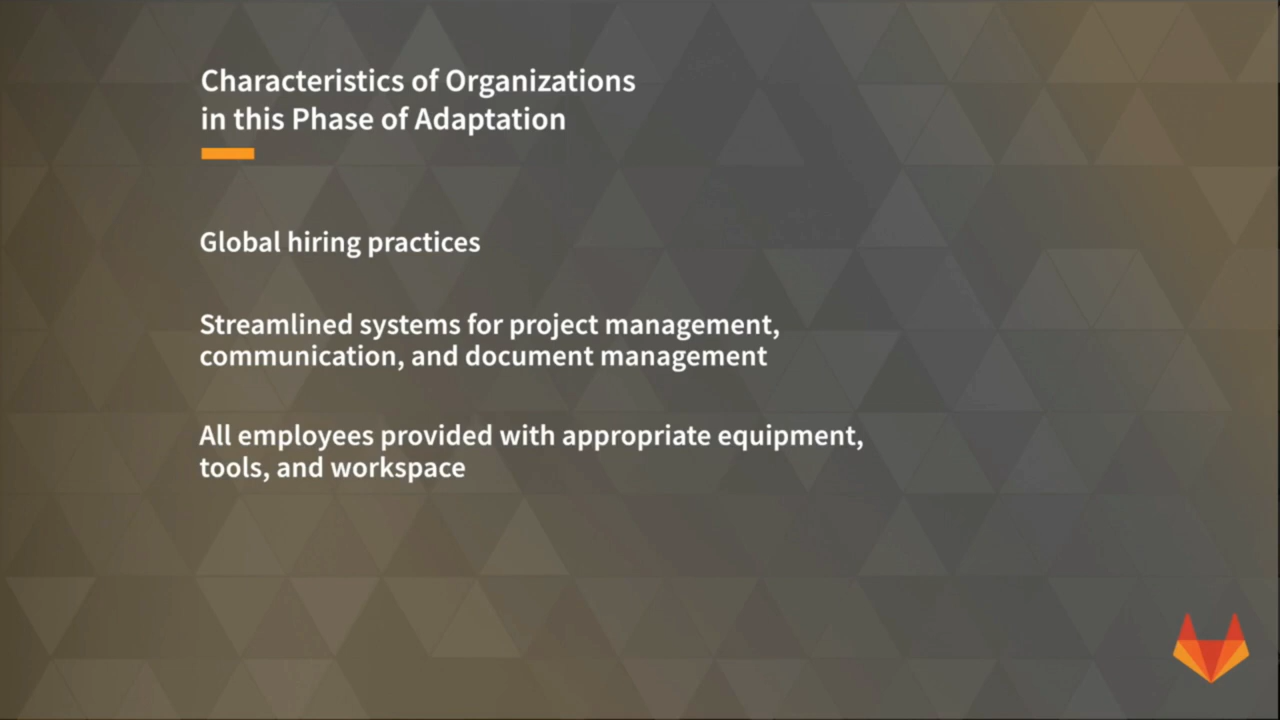 Characteristics of Organizations
in this Phase of Adaptation
Global hiring practices
Streamlined systems for project management,
communication, and document management
All employees provided with appropriate equipment,
tools, and workspace